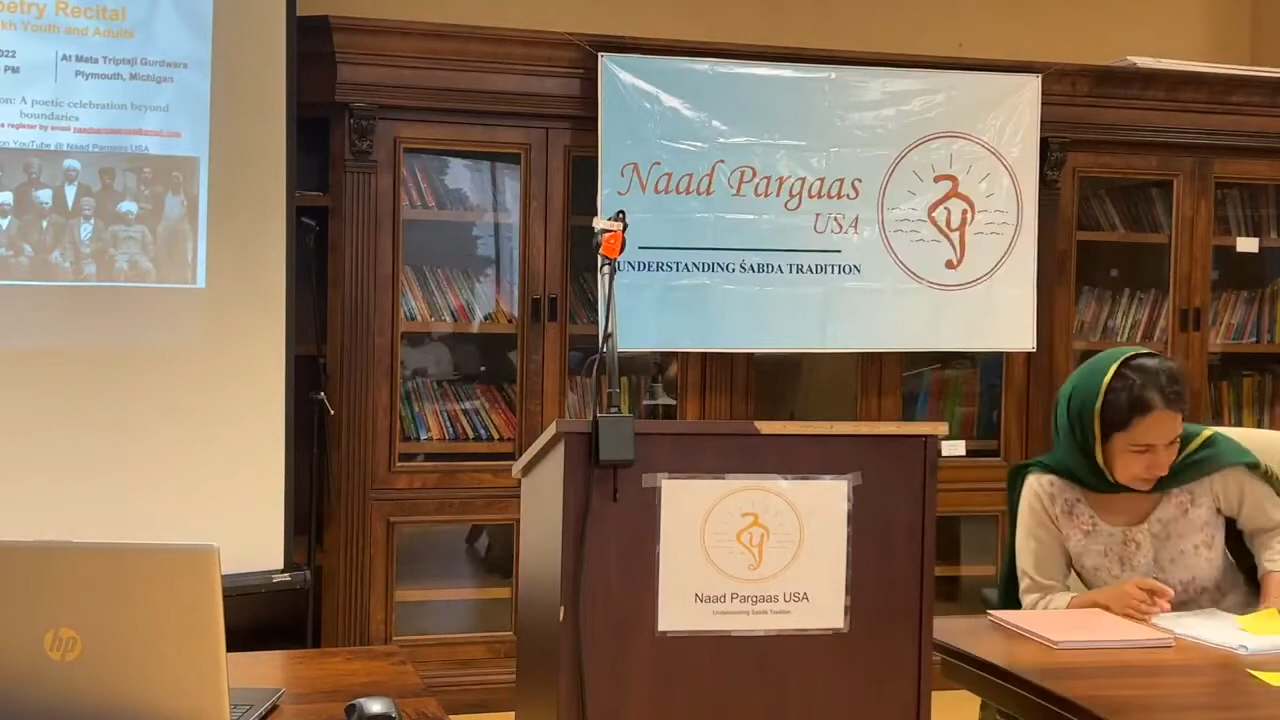 oetry Recital
kh Youth and Adults
022
PM
At Mata Triptaji Gurdwara
Plymouth, Michigan
on: A poetic celebration beyond
boundaries
register by email
on YouTube @ Naad Pargaas USA
Naad Pargaas
USA
UNDERSTANDING ŚABDA TRADITION
Naad Pargaas USA
Understanding Śabda Tradition
hp